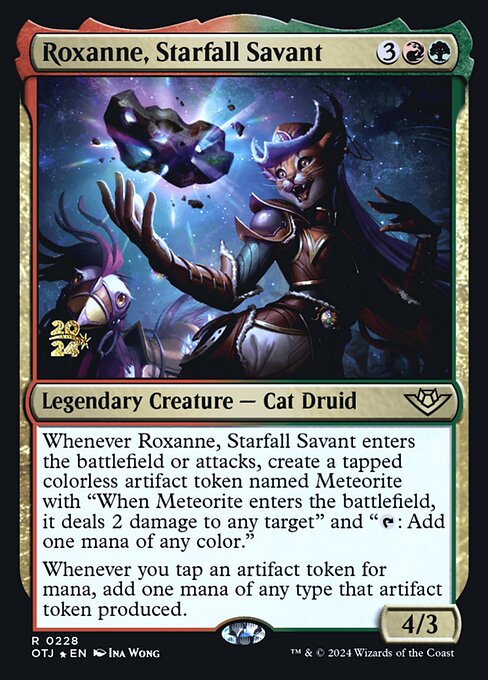 Roxanne, Starfall Savant 3
2024
Legendary Creature — Cat Druid
Whenever Roxanne, Starfall Savant enters
the battlefield or attacks, create a tapped
colorless artifact token named Meteorite
with “When Meteorite enters the battlefield,
it deals 2 damage to any target” and “: Add
one mana of any color.”
Whenever you tap an artifact token for
mana, add one mana of any type that artifact
token produced.
4/3
R 0228
OTJ ★ EN Ina Wong
™ & © 2024 Wizards of the Coast